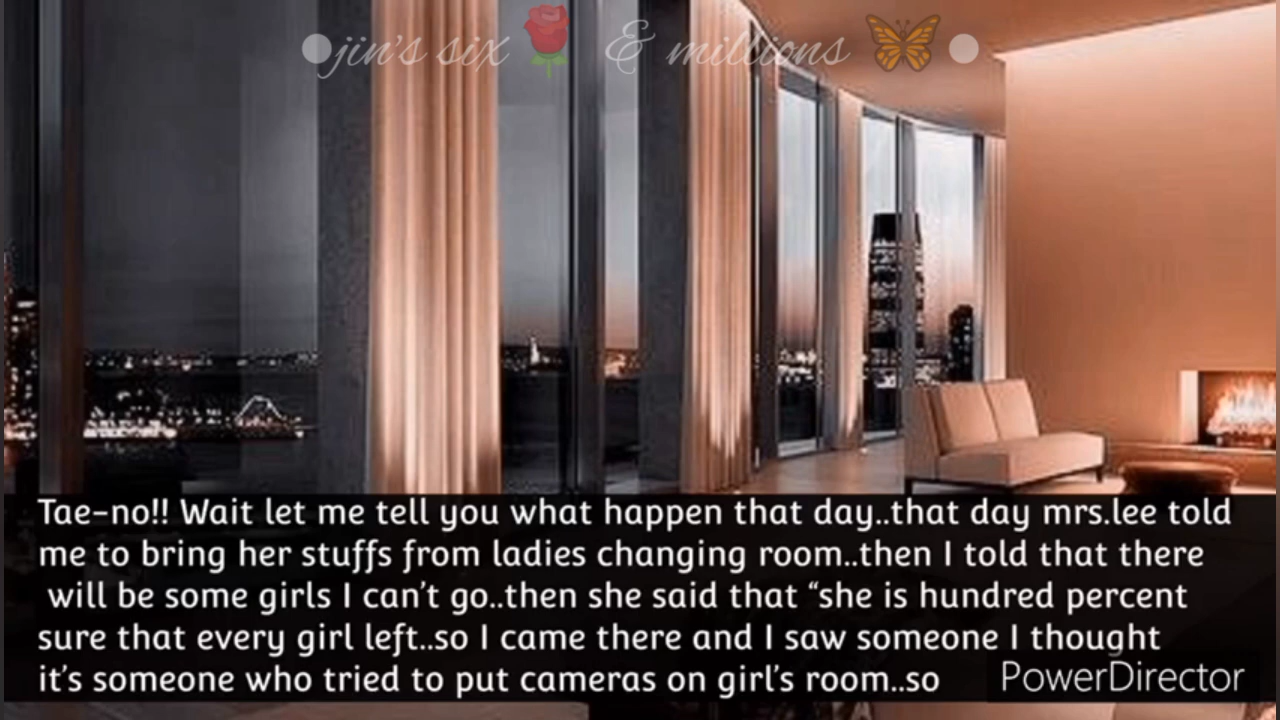 ●jin's six 🌹 & millions 🦋●
Tae-no!! Wait let me tell you what happen that day..that day mrs.lee told
me to bring her stuffs from ladies changing room..then I told that there
will be some girls I can't go..then she said that “she is hundred percent
sure that every girl left..so I came there and I saw someone I thought
it's someone who tried to put cameras on girl's room..so
PowerDirector